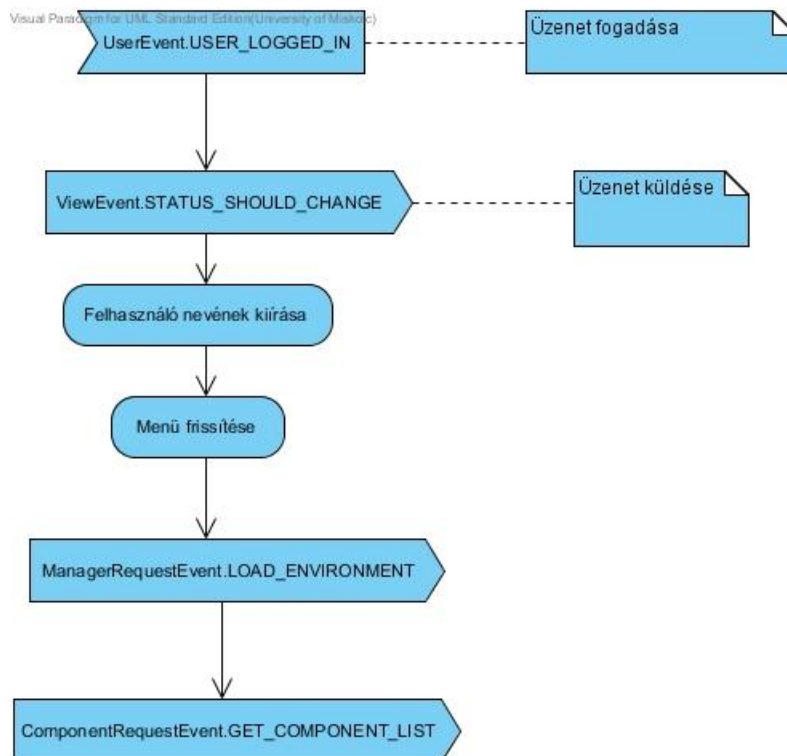 Visual Paradigm for UML Standard Edition(University of Miskolc)
UserEvent.USER_LOGGED_IN
Üzenet fogadása
ViewEvent.STATUS_SHOULD_CHANGE
Üzenet küldése
Felhasználó nevének kiírása
Menü frissítése
ManagerRequestEvent.LOAD_ENVIRONMENT
ComponentRequestEvent.GET_COMPONENT_LIST